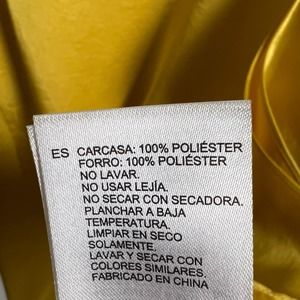 ES CARCASA: 100% POLIÉSTER
FORRO: 100% POLIÉSTER
NO LAVAR.
NO USAR LEJÍA.
NO SECAR CON SECADORA.
PLANCHAR A BAJA
TEMPERATURA.
LIMPIAR EN SECO
SOLAMENTE.
LAVAR Y SECAR CON
COLORES SIMILARES.
FABRICADO EN CHINA